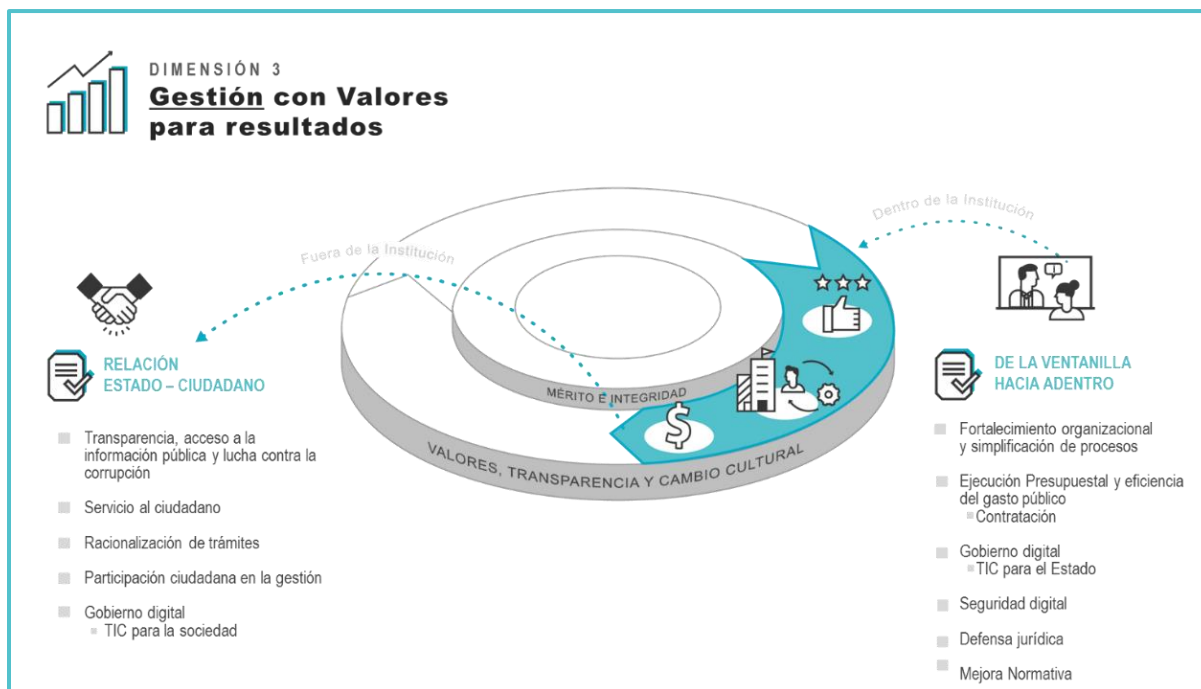 DIMENSIÓN 3
Gestión con Valores
para resultados
Fuera de la Institución
Dentro de la Institución
MÉRITO E INTEGRIDAD
VALORES, TRANSPARENCIA Y CAMBIO CULTURAL
$
RELACIÓN
ESTADO – CIUDADANO
Transparencia, acceso a la
información pública y lucha contra la
corrupción
Servicio al ciudadano
Racionalización de trámites
Participación ciudadana en la gestión
Gobierno digital
TIC para la sociedad
DE LA VENTANILLA
HACIA ADENTRO
Fortalecimiento organizacional
y simplificación de procesos
Ejecución Presupuestal y eficiencia
del gasto público
Contratación
Gobierno digital
TIC para el Estado
Seguridad digital
Defensa jurídica
Mejora Normativa